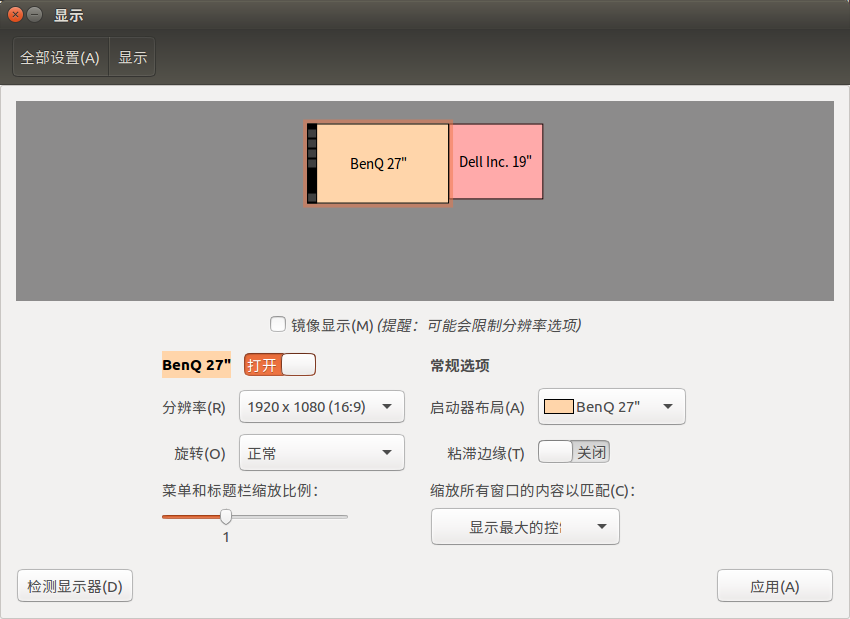 显示
全部设置(A) 显示
BenQ 27" Dell Inc. 19"
镜像显示(M) (提醒：可能会限制分辨率选项)
BenQ 27" 打开 常规选项
分辨率(R) 1920 x 1080 (16:9) 启动器布局(A) BenQ 27"
旋转(O) 正常 粘滞边缘(T) 关闭
菜单和标题栏缩放比例： 缩放所有窗口的内容以匹配(C)：
显示最大的控
1
检测显示器(D) 应用(A)